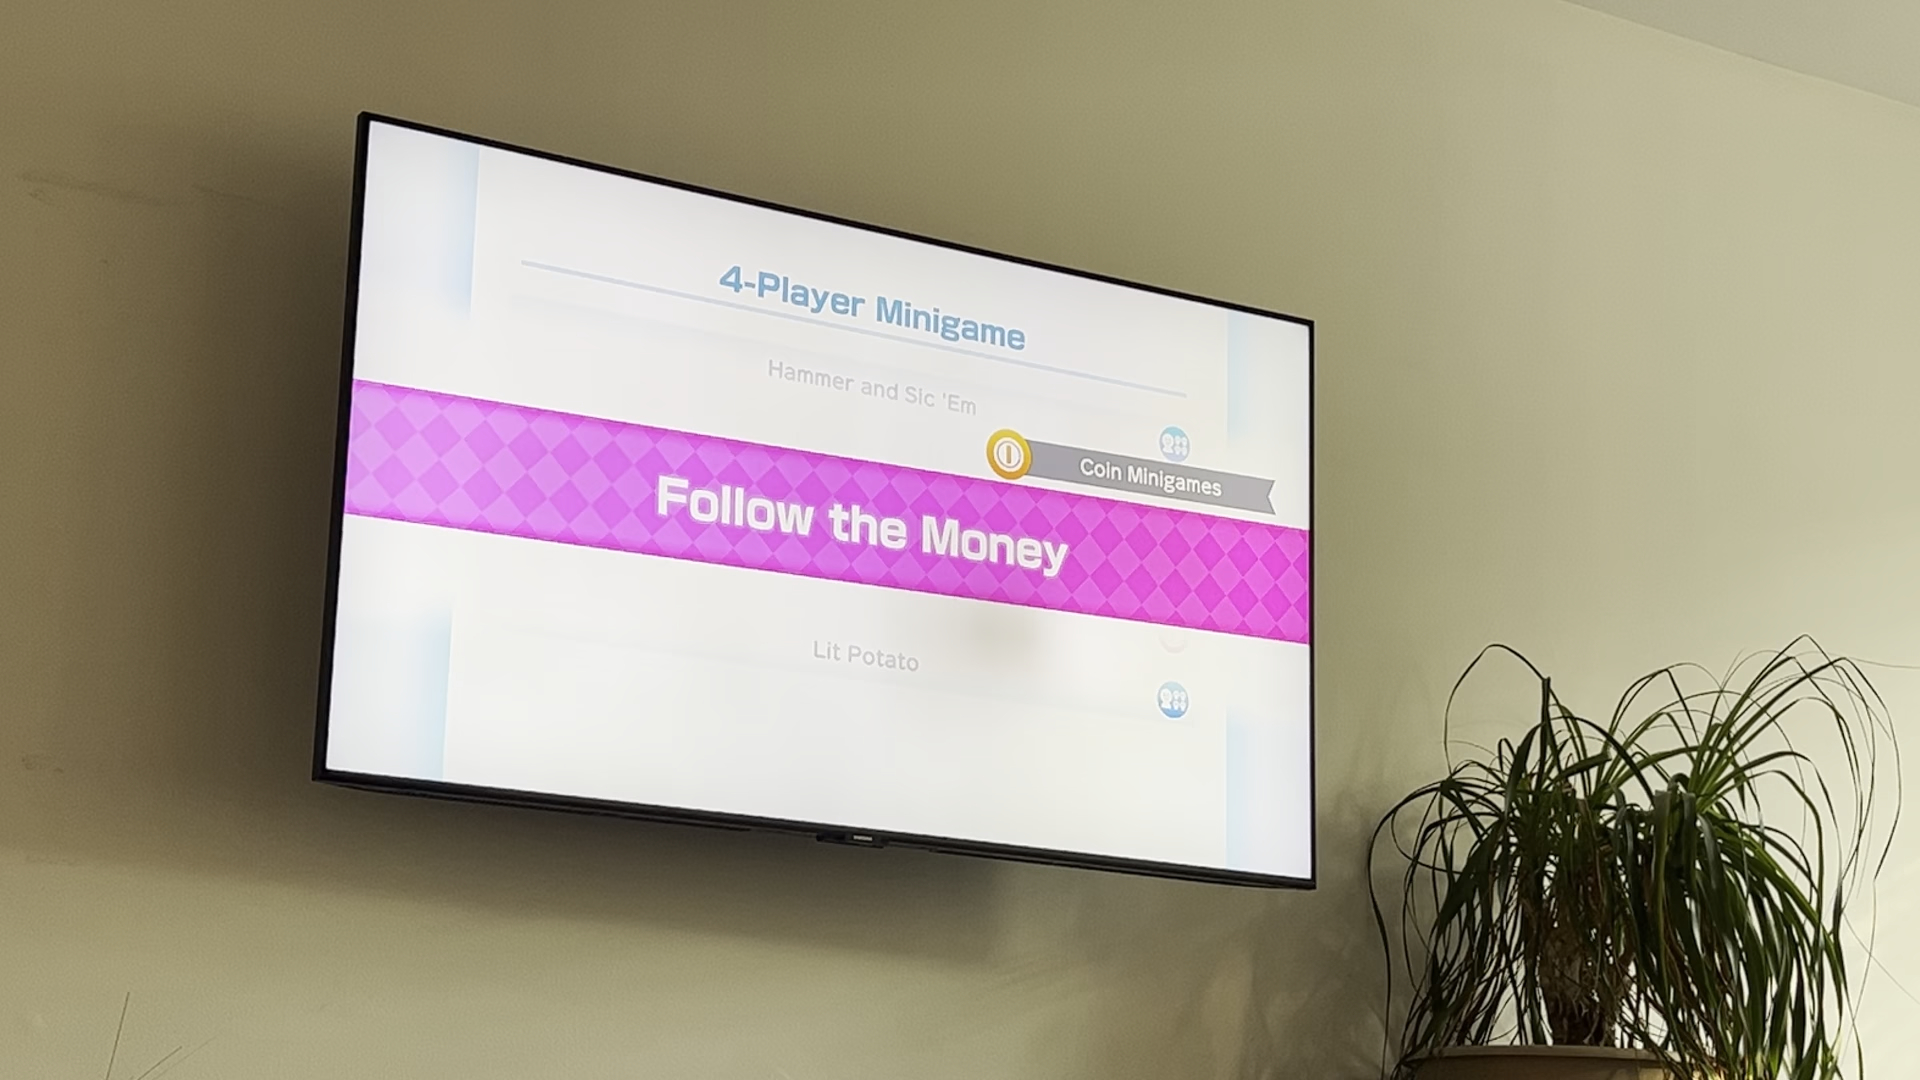 4-Player Minigame
Hammer and Sic 'Em
Coin Minigames
Follow the Money
Lit Potato